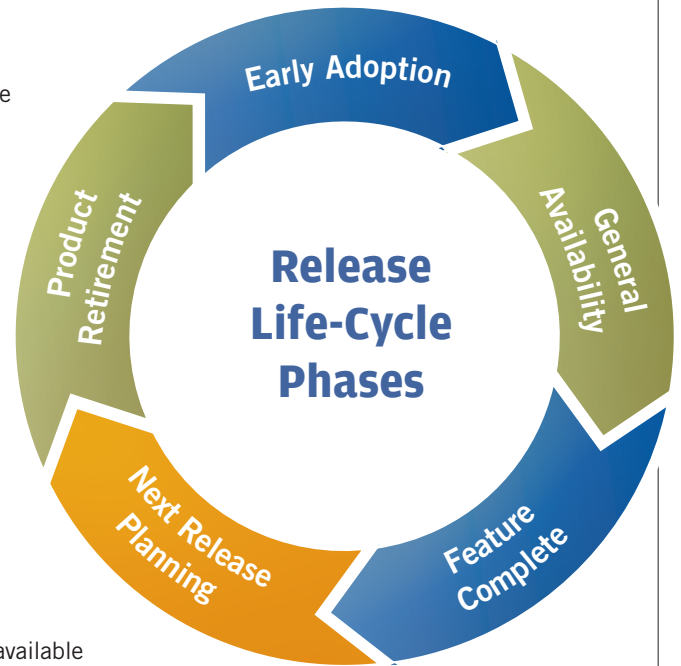 e
Early Adoption
General
Availability
Release
Life-Cycle
Phases
Product
Retirement
Feature
Complete
Next Release
Planning
available